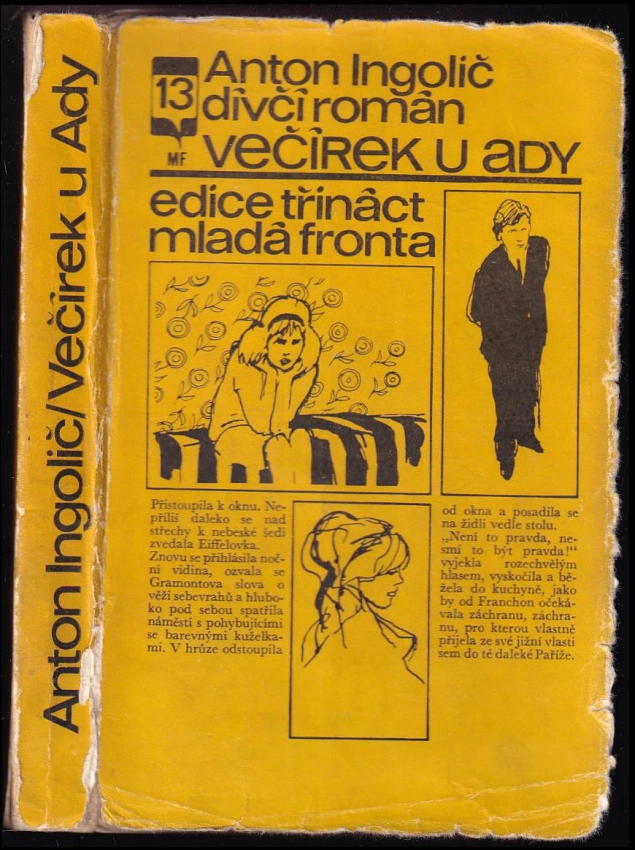 Anton Ingolič/Večírek u Ady
13
MF
Anton Ingolič
dívčí román
večírek u ady
edice třináct
mladá fronta
Přistoupila k oknu. Ne-
příliš daleko se nad
střechy k nebeské šedi
zvedala Eiffelovka.
Znovu se přihlásila noč-
ní vidina, ozvala se
Gramontova slova o
věži sebevrahů a hlubo-
ko pod sebou spatřila
náměstí s pohybujícími
se barevnými kuželka-
mi. V hrůze odstoupila
od okna a posadila se
na židli vedle stolu.
„Není to pravda, ne-
smí to být pravda!“
vyjekla rozechvělým
hlasem, vyskočila a bě-
žela do kuchyně, jako
by od Franchon očeká-
vala záchranu, záchra-
nu, pro kterou vlastně
přijela ze své jižní vlasti
sem do té daleké Paříže.